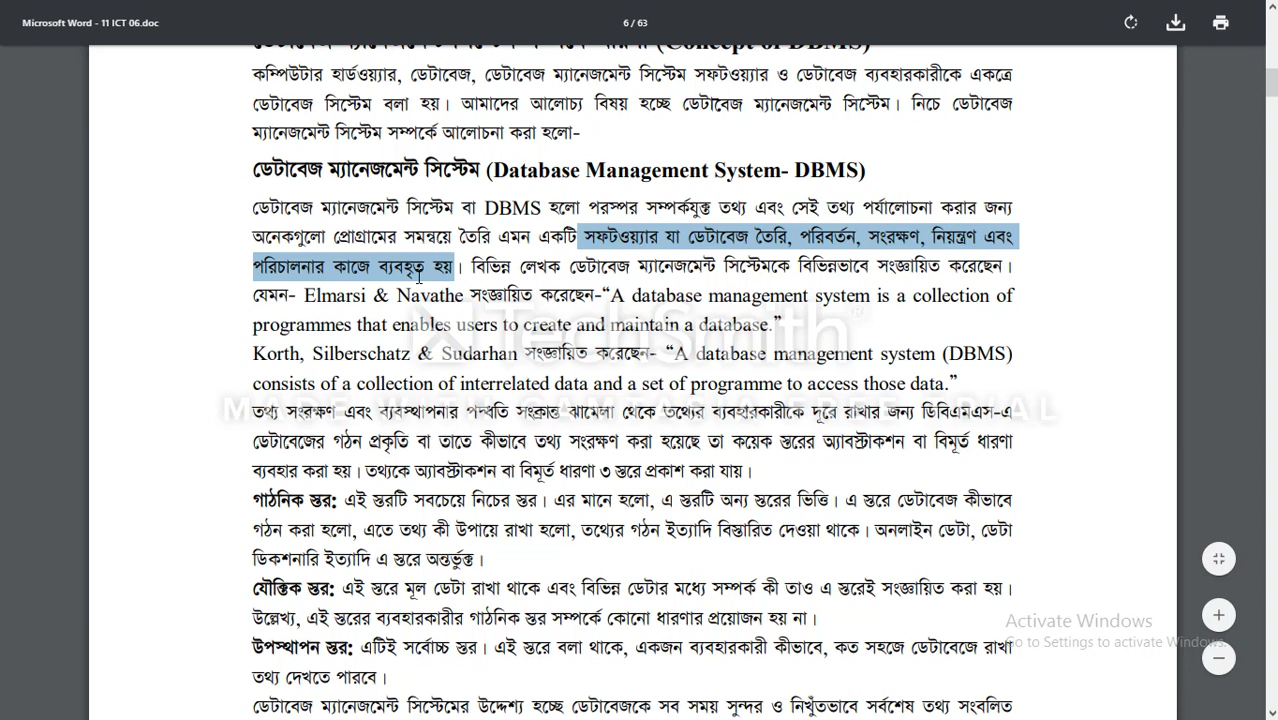 Microsoft Word - 11 ICT 06.doc
6 / 63
(Concept of DBMS)
কম্পিউটার হার্ডওয়্যার, ডেটাবেজ, ডেটাবেজ ম্যানেজমেন্ট সিস্টেম সফটওয়্যার ও ডেটাবেজ ব্যবহারকারীকে একত্রে
ডেটাবেজ সিস্টেম বলা হয়। আমাদের আলোচ্য বিষয় হচ্ছে ডেটাবেজ ম্যানেজমেন্ট সিস্টেম। নিচে ডেটাবেজ
ম্যানেজমেন্ট সিস্টেম সম্পর্কে আলোচনা করা হলো-
ডেটাবেজ ম্যানেজমেন্ট সিস্টেম (Database Management System- DBMS)
ডেটাবেজ ম্যানেজমেন্ট সিস্টেম বা DBMS হলো পরস্পর সম্পর্কযুক্ত তথ্য এবং সেই তথ্য পর্যালোচনা করার জন্য
অনেকগুলো প্রোগ্রামের সমন্বয়ে তৈরি এমন একটি সফটওয়্যার যা ডেটাবেজ তৈরি, পরিবর্তন, সংরক্ষণ, নিয়ন্ত্রণ এবং
পরিচালনার কাজে ব্যবহৃত হয়। বিভিন্ন লেখক ডেটাবেজ ম্যানেজমেন্ট সিস্টেমকে বিভিন্নভাবে সংজ্ঞায়িত করেছেন।
যেমন- Elmarsi & Navathe সংজ্ঞায়িত করেছেন-“A database management system is a collection of
programmes that enables users to create and maintain a database.”
Korth, Silberschatz & Sudarhan সংজ্ঞায়িত করেছেন- “A database management system (DBMS)
consists of a collection of interrelated data and a set of programme to access those data.”
তথ্য সংরক্ষণ এবং ব্যবস্থাপনার পদ্ধতি সংক্রান্ত ঝামেলা থেকে তথ্যের ব্যবহারকারীকে দূরে রাখার জন্য ডিবিএমএস-এ
ডেটাবেজের গঠন প্রকৃতি বা তাতে কীভাবে তথ্য সংরক্ষণ করা হয়েছে তা কয়েক স্তরের অ্যাবস্ট্রাকশন বা বিমূর্ত ধারণা
ব্যবহার করা হয়। তথ্যকে অ্যাবস্ট্রাকশন বা বিমূর্ত ধারণা ৩ স্তরে প্রকাশ করা যায়।
গাঠনিক স্তর: এই স্তরটি সবচেয়ে নিচের স্তর। এর মানে হলো, এ স্তরটি অন্য স্তরের ভিত্তি। এ স্তরে ডেটাবেজ কীভাবে
গঠন করা হলো, এতে তথ্য কী উপায়ে রাখা হলো, তথ্যের গঠন ইত্যাদি বিস্তারিত দেওয়া থাকে। অনলাইন ডেটা, ডেটা
ডিকশনারি ইত্যাদি এ স্তরে অন্তর্ভুক্ত।
যৌক্তিক স্তর: এই স্তরে মূল ডেটা রাখা থাকে এবং বিভিন্ন ডেটার মধ্যে সম্পর্ক কী তাও এ স্তরেই সংজ্ঞায়িত করা হয়।
উল্লেখ্য, এই স্তরের ব্যবহারকারীর গাঠনিক স্তর সম্পর্কে কোনো ধারণার প্রয়োজন হয় না।
উপস্থাপন স্তর: এটিই সর্বোচ্চ স্তর। এই স্তরে বলা থাকে, একজন ব্যবহারকারী কীভাবে, কত সহজে ডেটাবেজে রাখা
তথ্য দেখতে পারবে।
ডেটাবেজ ম্যানেজমেন্ট সিস্টেমের উদ্দেশ্য হচ্ছে ডেটাবেজকে সব সময় সুন্দর ও নিখুঁতভাবে সর্বশেষ তথ্য সংবলিত
TechSmith
MADE WITH CAMTASIA FREE TRIAL
Activate Windows
Go to Settings to activate Windows.